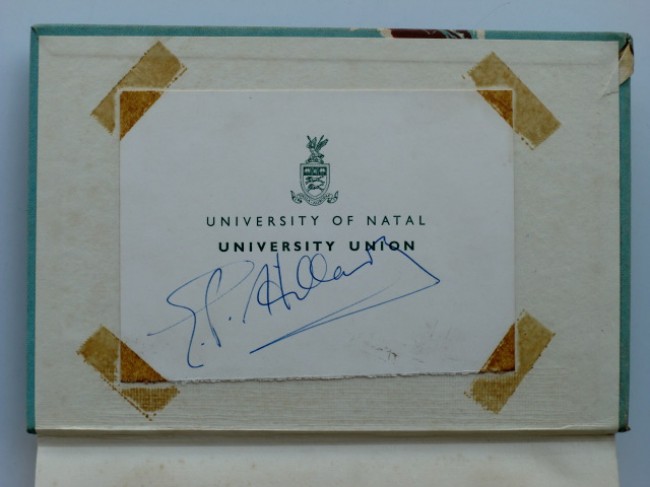 UNIVERSITY OF NATAL
UNIVERSITY UNION
E.P. Hillary